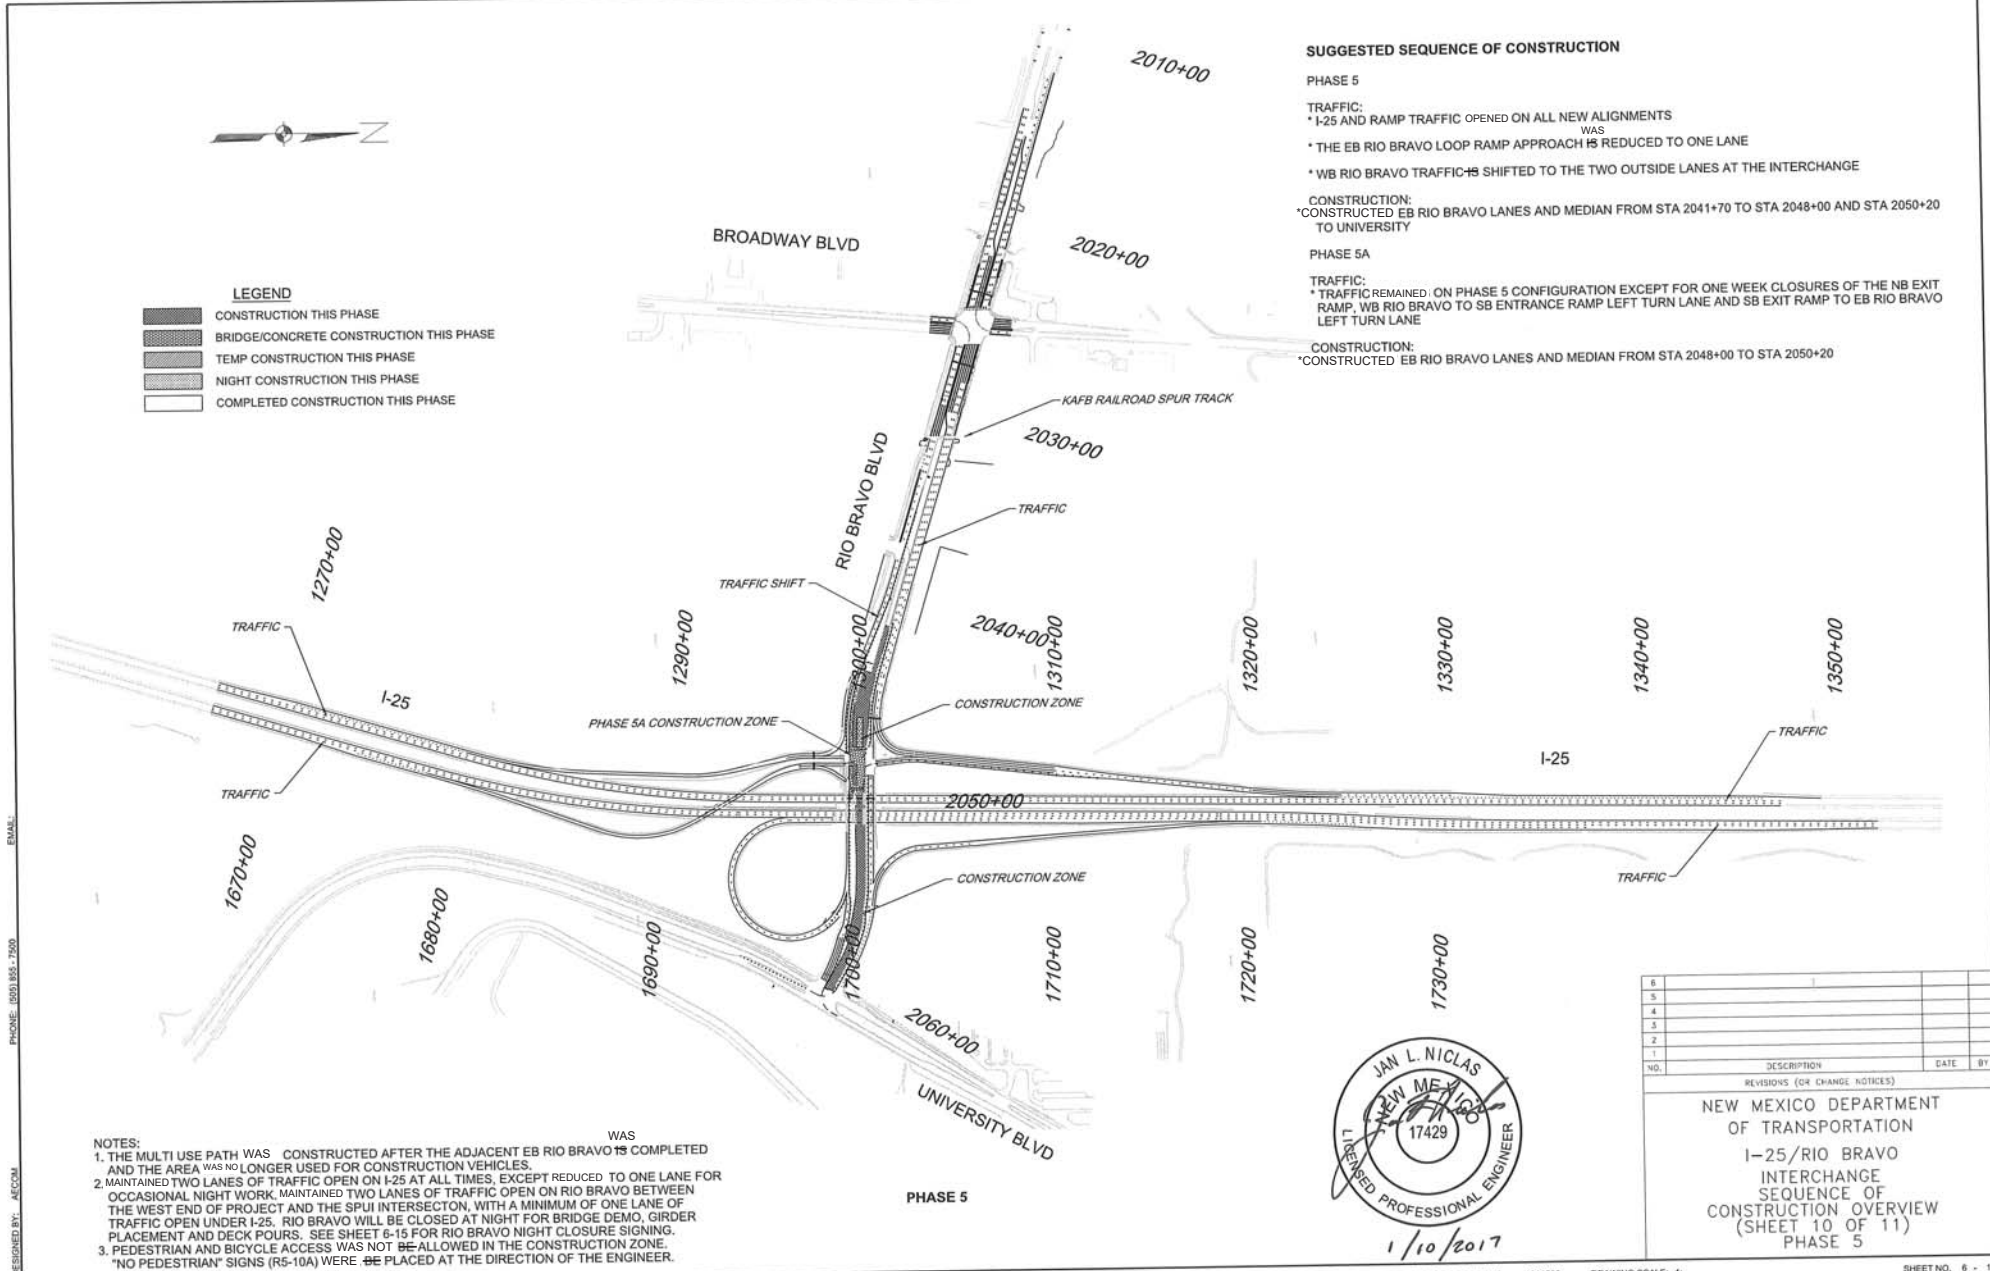 SUGGESTED SEQUENCE OF CONSTRUCTION
PHASE 5
TRAFFIC:
* I-25 AND RAMP TRAFFIC OPENED ON ALL NEW ALIGNMENTS
WAS
* THE EB RIO BRAVO LOOP RAMP APPROACH IS REDUCED TO ONE LANE
* WB RIO BRAVO TRAFFIC IS SHIFTED TO THE TWO OUTSIDE LANES AT THE INTERCHANGE
CONSTRUCTION:
*CONSTRUCTED EB RIO BRAVO LANES AND MEDIAN FROM STA 2041+70 TO STA 2048+00 AND STA 2050+20
TO UNIVERSITY
PHASE 5A
TRAFFIC:
* TRAFFIC REMAINED ON PHASE 5 CONFIGURATION EXCEPT FOR ONE WEEK CLOSURES OF THE NB EXIT
RAMP, WB RIO BRAVO TO SB ENTRANCE RAMP LEFT TURN LANE AND SB EXIT RAMP TO EB RIO BRAVO
LEFT TURN LANE
CONSTRUCTION:
*CONSTRUCTED EB RIO BRAVO LANES AND MEDIAN FROM STA 2048+00 TO STA 2050+20
N
LEGEND
CONSTRUCTION THIS PHASE
BRIDGE/CONCRETE CONSTRUCTION THIS PHASE
TEMP CONSTRUCTION THIS PHASE
NIGHT CONSTRUCTION THIS PHASE
COMPLETED CONSTRUCTION THIS PHASE
2010+00
BROADWAY BLVD
2020+00
KAFB RAILROAD SPUR TRACK
2030+00
RIO BRAVO BLVD
TRAFFIC
TRAFFIC SHIFT
1270+00
TRAFFIC
1290+00
1300+00
2040+00
1310+00
1320+00
1330+00
1340+00
1350+00
I-25
PHASE 5A CONSTRUCTION ZONE
CONSTRUCTION ZONE
TRAFFIC
I-25
TRAFFIC
2050+00
CONSTRUCTION ZONE
TRAFFIC
1670+00
1680+00
1690+00
1700+00
1710+00
1720+00
1730+00
2060+00
UNIVERSITY BLVD
NOTES:
WAS
1. THE MULTI USE PATH WAS CONSTRUCTED AFTER THE ADJACENT EB RIO BRAVO IS COMPLETED
AND THE AREA WAS NO LONGER USED FOR CONSTRUCTION VEHICLES.
2. MAINTAINED TWO LANES OF TRAFFIC OPEN ON I-25 AT ALL TIMES, EXCEPT REDUCED TO ONE LANE FOR
OCCASIONAL NIGHT WORK. MAINTAINED TWO LANES OF TRAFFIC OPEN ON RIO BRAVO BETWEEN
THE WEST END OF PROJECT AND THE SPUI INTERSECTON, WITH A MINIMUM OF ONE LANE OF
TRAFFIC OPEN UNDER I-25. RIO BRAVO WILL BE CLOSED AT NIGHT FOR BRIDGE DEMO, GIRDER
PLACEMENT AND DECK POURS. SEE SHEET 6-15 FOR RIO BRAVO NIGHT CLOSURE SIGNING.
3. PEDESTRIAN AND BICYCLE ACCESS WAS NOT BE ALLOWED IN THE CONSTRUCTION ZONE.
"NO PEDESTRIAN" SIGNS (R5-10A) WERE BE PLACED AT THE DIRECTION OF THE ENGINEER.
PHASE 5
JAN L. NICLAS
NEW MEXICO
17429
LICENSED PROFESSIONAL ENGINEER
1/10/2017
6
5
4
3
2
1
NO. DESCRIPTION DATE BY
REVISIONS (OR CHANGE NOTICES)
NEW MEXICO DEPARTMENT
OF TRANSPORTATION
I-25/RIO BRAVO
INTERCHANGE
SEQUENCE OF
CONSTRUCTION OVERVIEW
(SHEET 10 OF 11)
PHASE 5
SHEET NO. 6 - 1
EMAIL:
PHONE: (505) 855 - 7500
DESIGNED BY: AECOM